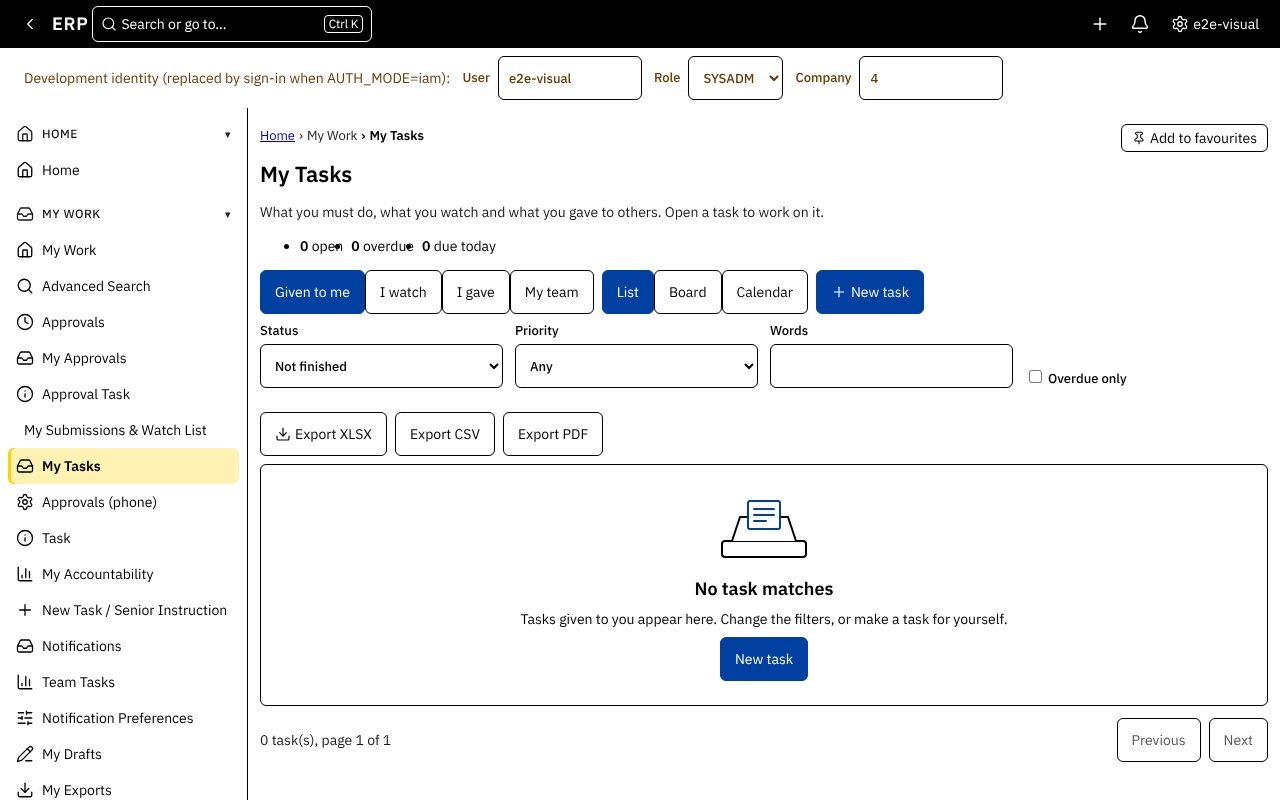 ERP
Search or go to...
Ctrl K
e2e-visual
Development identity (replaced by sign-in when AUTH_MODE=iam): User e2e-visual Role SYSADM Company 4
HOME
Home
MY WORK
My Work
Advanced Search
Approvals
My Approvals
Approval Task
My Submissions & Watch List
My Tasks
Approvals (phone)
Task
My Accountability
New Task / Senior Instruction
Notifications
Team Tasks
Notification Preferences
My Drafts
My Exports
Home › My Work › My Tasks
Add to favourites
My Tasks
What you must do, what you watch and what you gave to others. Open a task to work on it.
• 0 open • 0 overdue • 0 due today
Given to me I watch I gave My team List Board Calendar + New task
Status Priority Words
Not finished Any Overdue only
Export XLSX Export CSV Export PDF
No task matches
Tasks given to you appear here. Change the filters, or make a task for yourself.
New task
0 task(s), page 1 of 1
Previous Next